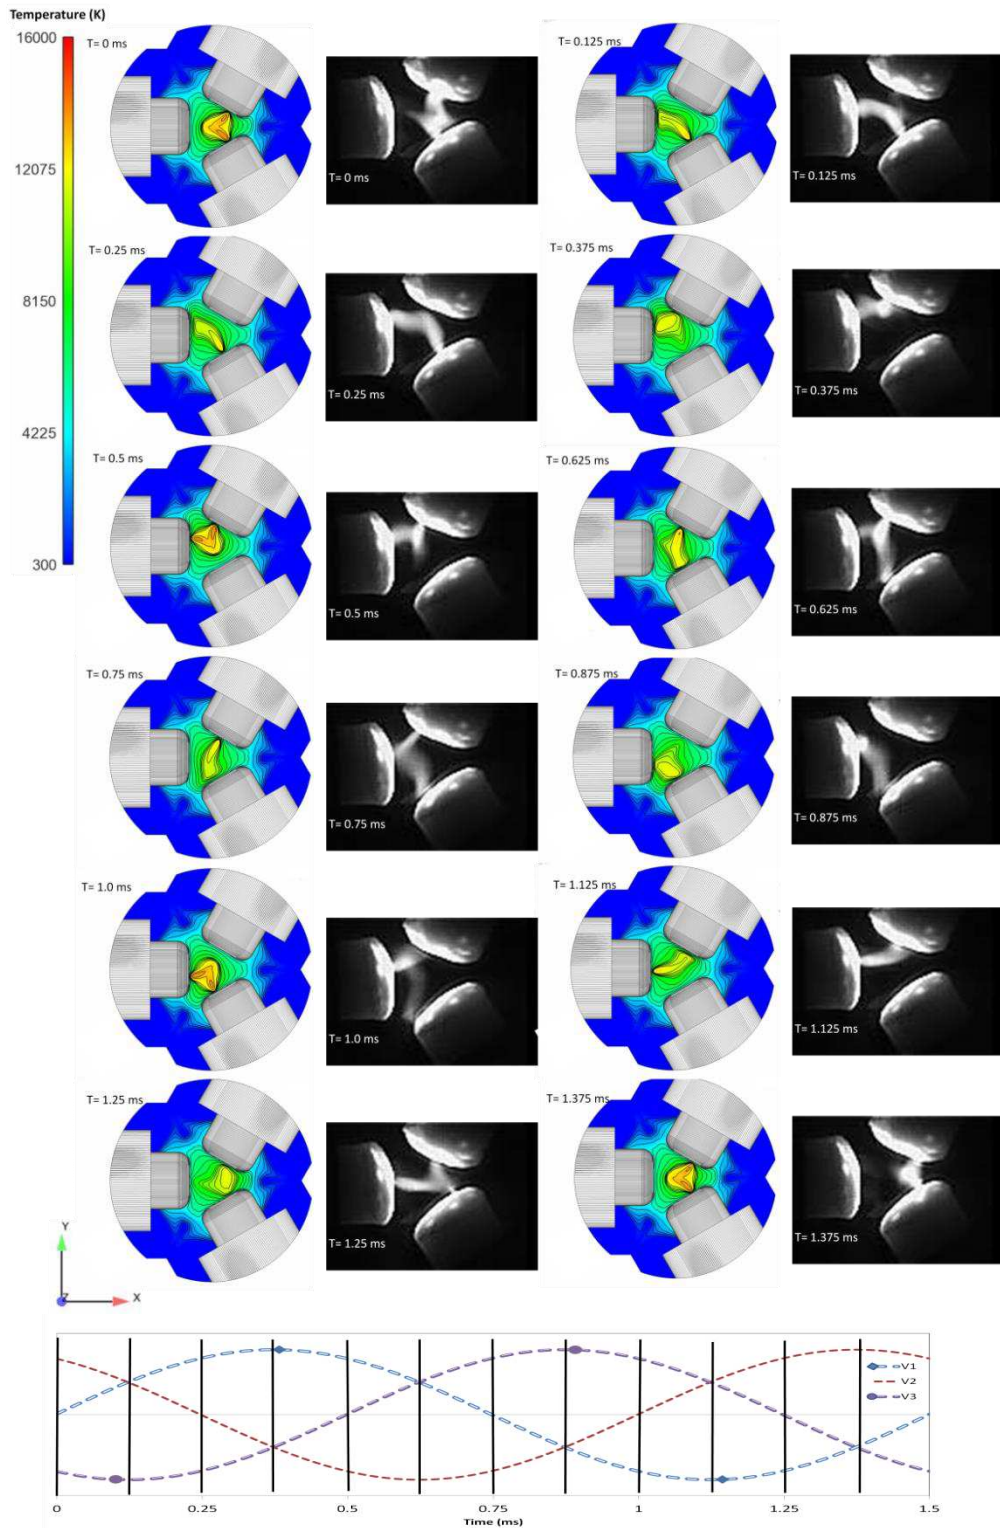 Temperature (K)
16000
12075
8150
4225
300
T= 0 ms
T= 0 ms
T= 0.125 ms
T= 0.125 ms
T= 0.25 ms
T= 0.25 ms
T= 0.375 ms
T= 0.375 ms
T= 0.5 ms
T= 0.5 ms
T= 0.625 ms
T= 0.625 ms
T= 0.75 ms
T= 0.75 ms
T= 0.875 ms
T= 0.875 ms
T= 1.0 ms
T= 1.0 ms
T= 1.125 ms
T= 1.125 ms
T= 1.25 ms
T= 1.25 ms
T= 1.375 ms
T= 1.375 ms
Y
Z
X
V1
V2
V3
0
0.25
0.5
0.75
1
1.25
1.5
Time (ms)